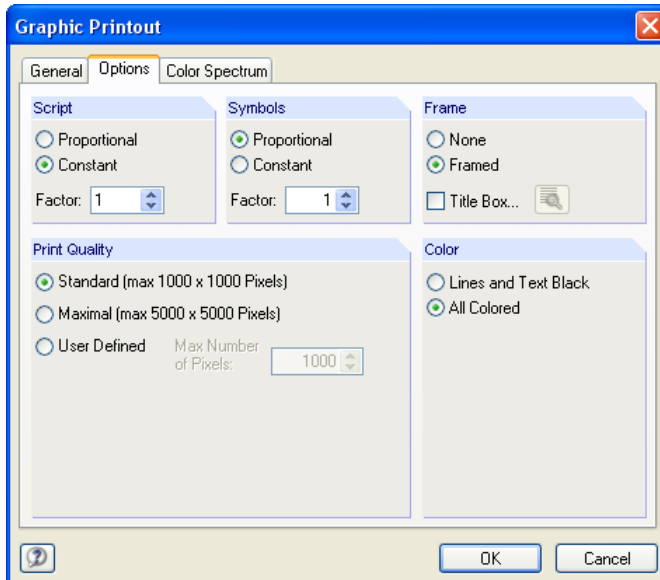 Graphic Printout
General Options Color Spectrum
Script
Proportional
Constant
Factor: 1
Symbols
Proportional
Constant
Factor: 1
Frame
None
Framed
Title Box...
Print Quality
Standard (max 1000 x 1000 Pixels)
Maximal (max 5000 x 5000 Pixels)
User Defined
Max Number
of Pixels: 1000
Color
Lines and Text Black
All Colored
? OK Cancel